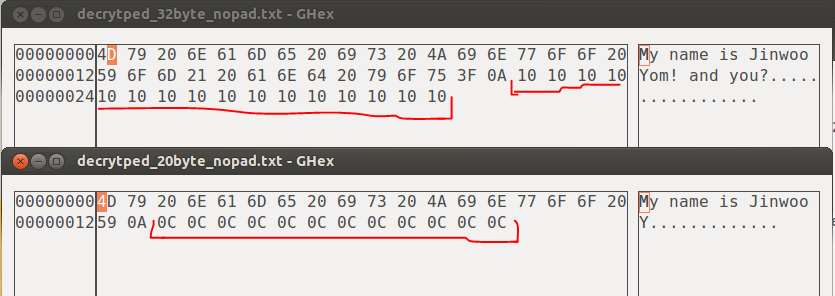 decrytped_32byte_nopad.txt - GHex
00000000 4D 79 20 6E 61 6D 65 20 69 73 20 4A 69 6E 77 6F 6F 20 My name is Jinwoo
00000012 59 6F 6D 21 20 61 6E 64 20 79 6F 75 3F 0A 10 10 10 10 Yom! and you?.....
00000024 10 10 10 10 10 10 10 10 10 10 10 10 ............
decrytped_20byte_nopad.txt - GHex
00000000 4D 79 20 6E 61 6D 65 20 69 73 20 4A 69 6E 77 6F 6F 20 My name is Jinwoo
00000012 59 0A 0C 0C 0C 0C 0C 0C 0C 0C 0C 0C 0C 0C Y.............